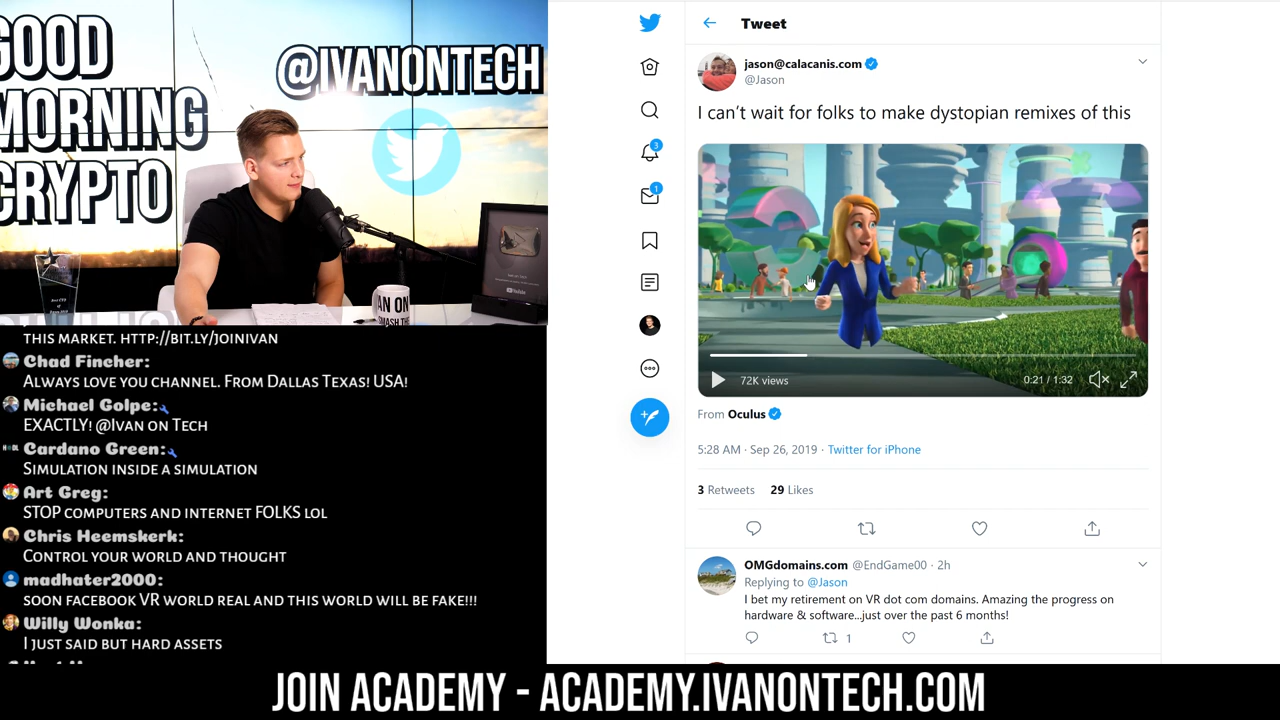 GOOD
MORNING
CRYPTO
@IVANONTECH
AN ON
SMASH TH
YouTube
THIS MARKET. HTTP://BIT.LY/JOINIVAN
Chad Fincher:
ALWAYS LOVE YOU CHANNEL. FROM DALLAS TEXAS! USA!
Michael Golpe:
EXACTLY! @IVAN ON TECH
Cardano Green:
SIMULATION INSIDE A SIMULATION
Art Greg:
STOP COMPUTERS AND INTERNET FOLKS LOL
Chris Heemskerk:
CONTROL YOUR WORLD AND THOUGHT
madhater2000:
SOON FACEBOOK VR WORLD REAL AND THIS WORLD WILL BE FAKE!!!
Willy Wonka:
I JUST SAID BUT HARD ASSETS
3
1
Tweet
jason@calacanis.com
@Jason
I can't wait for folks to make dystopian remixes of this
72K views
0:21 / 1:32
From Oculus
5:28 AM · Sep 26, 2019 · Twitter for iPhone
3 Retweets 29 Likes
OMGdomains.com @EndGame00 · 2h
Replying to @Jason
I bet my retirement on VR dot com domains. Amazing the progress on
hardware & software...just over the past 6 months!
1
JOIN ACADEMY - ACADEMY.IVANONTECH.COM